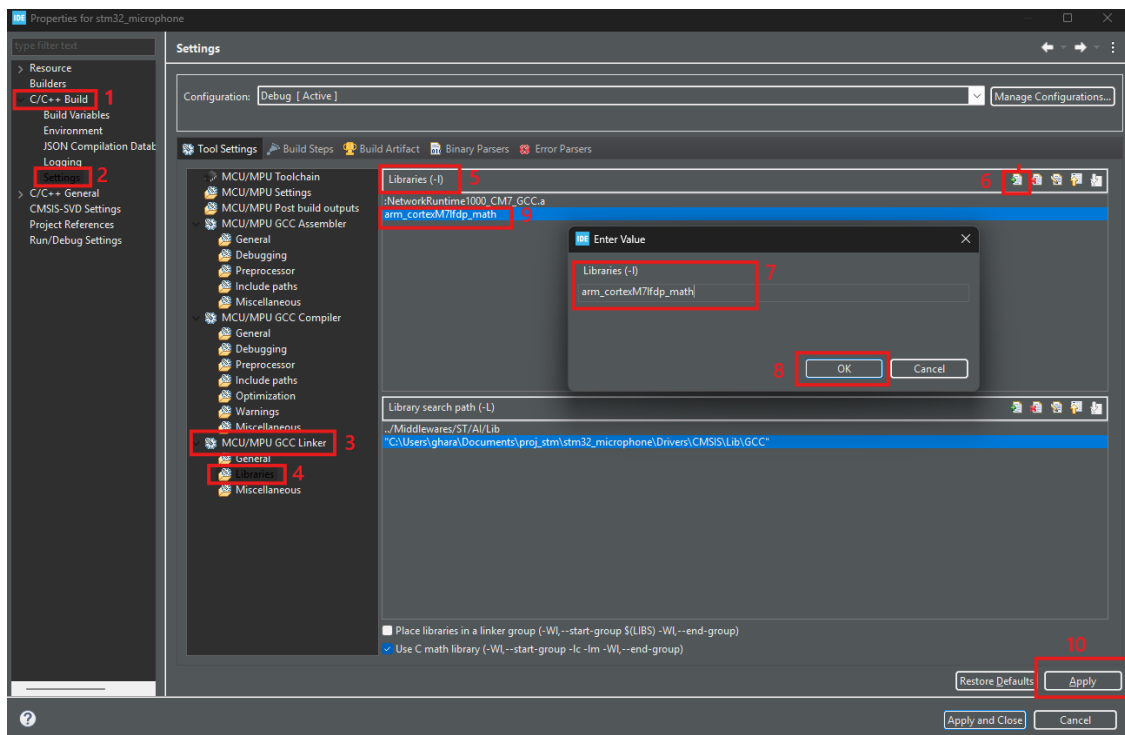 IDE Properties for stm32_microphone
type filter text
Resource
Builders
C/C++ Build 1
Build Variables
Environment
JSON Compilation Datab
Logging
Settings 2
C/C++ General
CMSIS-SVD Settings
Project References
Run/Debug Settings
Settings
Configuration: Debug [ Active ]
Manage Configurations...
Tool Settings Build Steps Build Artifact Binary Parsers Error Parsers
MCU/MPU Toolchain
MCU/MPU Settings
MCU/MPU Post build outputs
MCU/MPU GCC Assembler
General
Debugging
Preprocessor
Include paths
Miscellaneous
MCU/MPU GCC Compiler
General
Debugging
Preprocessor
Include paths
Optimization
Warnings
Miscellaneous
MCU/MPU GCC Linker 3
General
Libraries 4
Miscellaneous
Libraries (-l) 5
6
:NetworkRuntime1000_CM7_GCC.a
arm_cortexM7lfdp_math 9
IDE Enter Value
Libraries (-l) 7
arm_cortexM7lfdp_math
8 OK Cancel
Library search path (-L)
../Middlewares/ST/AI/Lib
"C:\Users\ghara\Documents\proj_stm\stm32_microphone\Drivers\CMSIS\Lib\GCC"
Place libraries in a linker group (-Wl,--start-group $(LIBS) -Wl,--end-group)
Use C math library (-Wl,--start-group -lc -lm -Wl,--end-group)
10
Restore Defaults Apply
Apply and Close Cancel